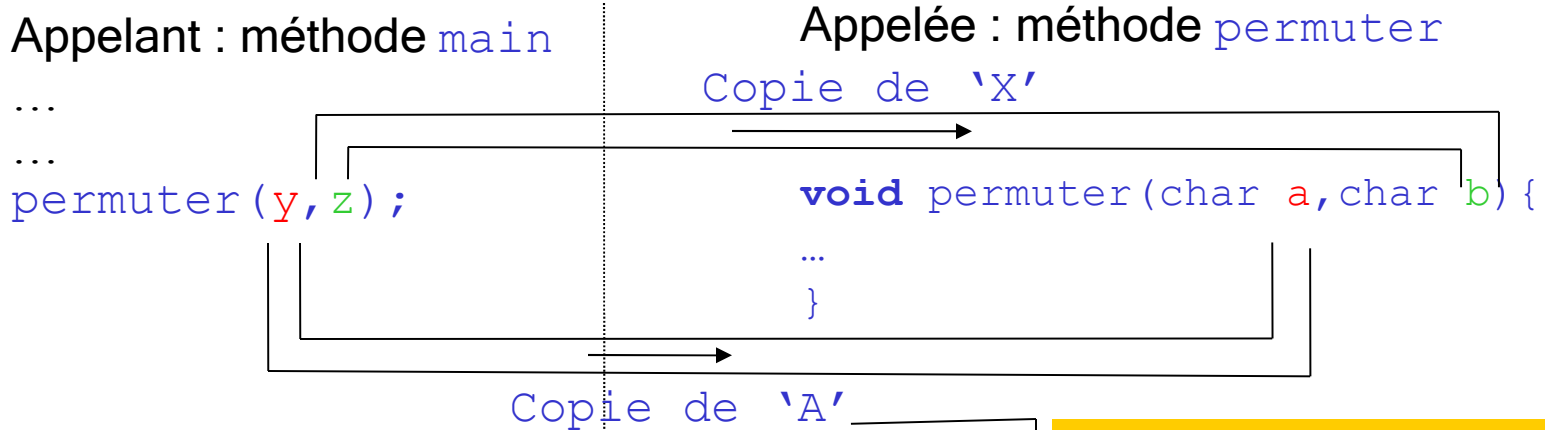 Appelant : méthode main
Appelée : méthode permuter
Copie de ‘X’
...
...
permuter(y,z);
void permuter(char a,char b){
…
}
Copie de ‘A’